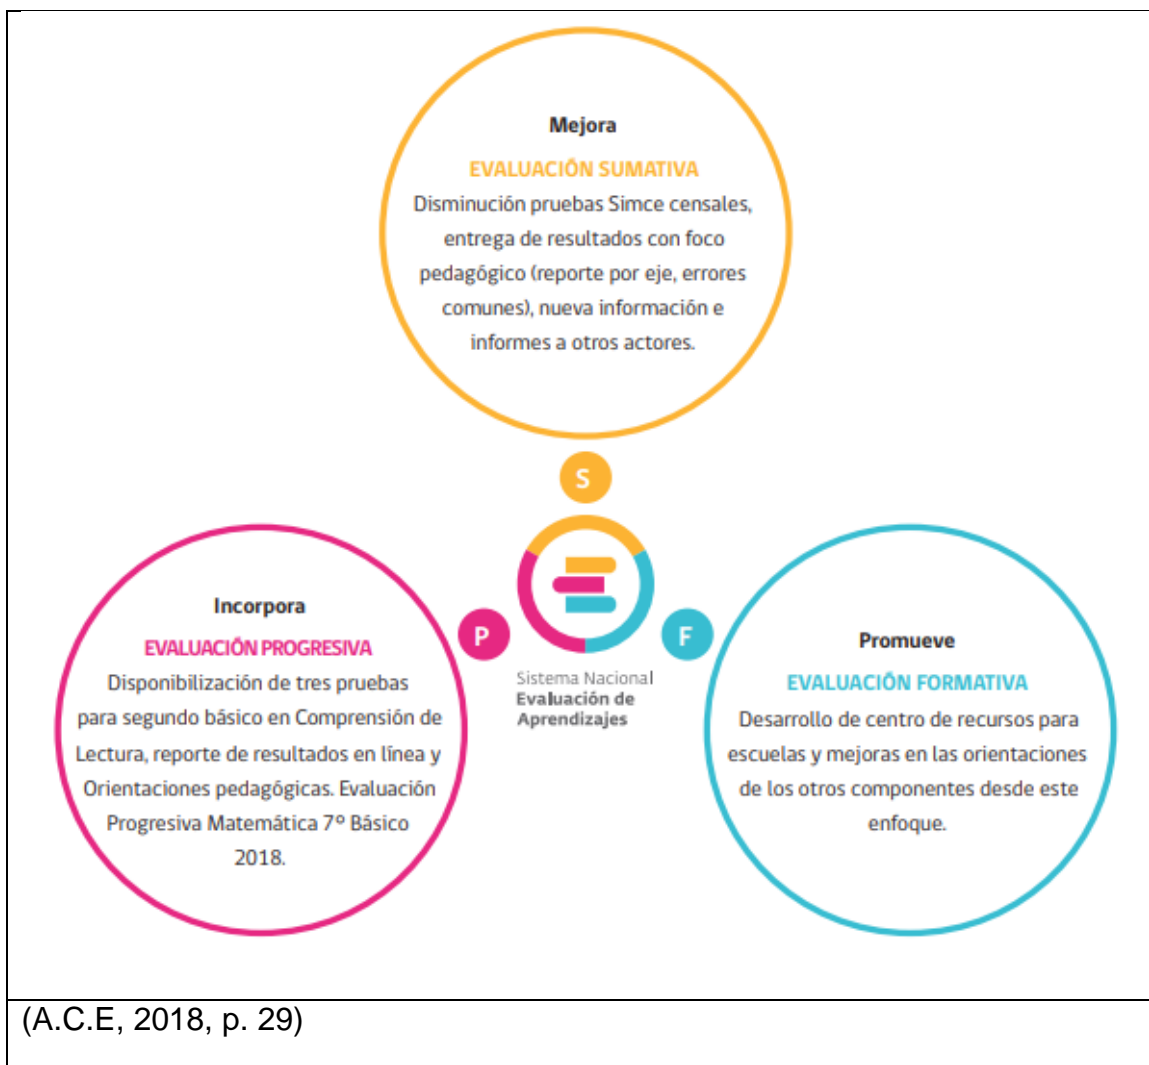 Mejora
EVALUACIÓN SUMATIVA
Disminución pruebas Simce censales,
entrega de resultados con foco
pedagógico (reporte por eje, errores
comunes), nueva información e
informes a otros actores.
S
P
F
Sistema Nacional
Evaluación de
Aprendizajes
Incorpora
EVALUACIÓN PROGRESIVA
Disponibilización de tres pruebas
para segundo básico en Comprensión de
Lectura, reporte de resultados en línea y
Orientaciones pedagógicas. Evaluación
Progresiva Matemática 7º Básico
2018.
Promueve
EVALUACIÓN FORMATIVA
Desarrollo de centro de recursos para
escuelas y mejoras en las orientaciones
de los otros componentes desde este
enfoque.
(A.C.E, 2018, p. 29)